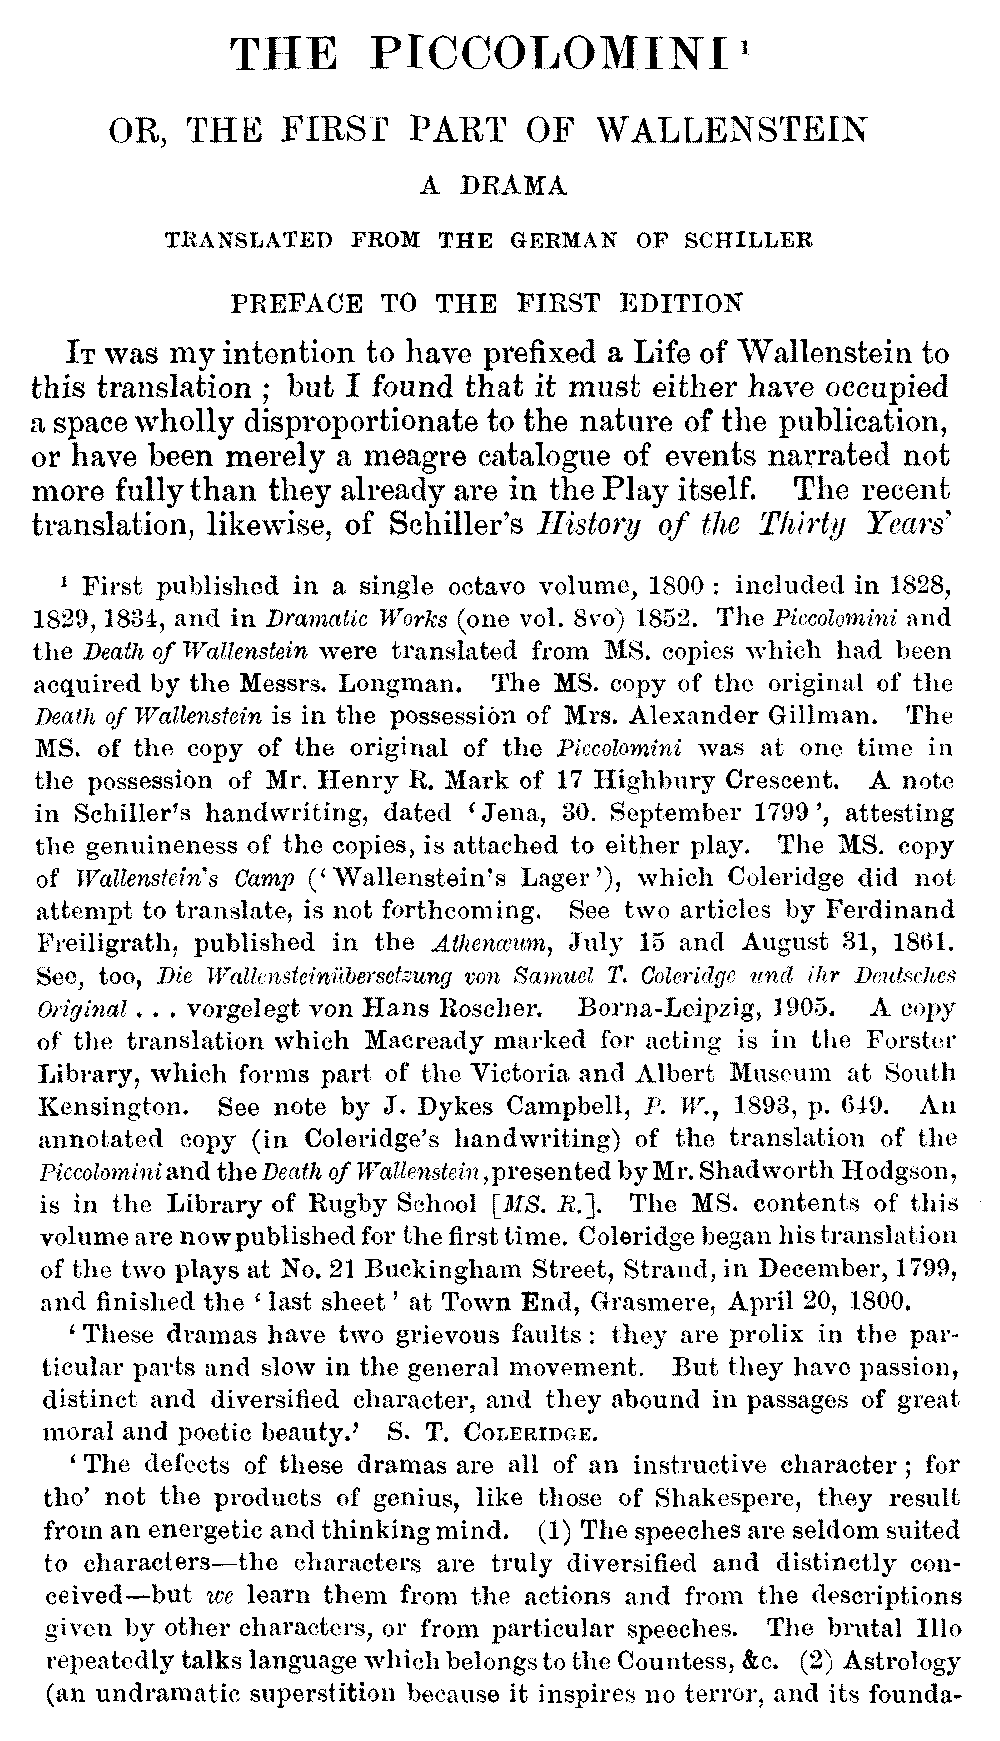 THE PICCOLOMINI ¹
OR, THE FIRST PART OF WALLENSTEIN
A DRAMA
TRANSLATED FROM THE GERMAN OF SCHILLER
PREFACE TO THE FIRST EDITION
IT was my intention to have prefixed a Life of Wallenstein to
this translation ; but I found that it must either have occupied
a space wholly disproportionate to the nature of the publication,
or have been merely a meagre catalogue of events narrated not
more fully than they already are in the Play itself. The recent
translation, likewise, of Schiller's History of the Thirty Years'
¹ First published in a single octavo volume, 1800 : included in 1828,
1829, 1834, and in Dramatic Works (one vol. 8vo) 1852. The Piccolomini and
the Death of Wallenstein were translated from MS. copies which had been
acquired by the Messrs. Longman. The MS. copy of the original of the
Death of Wallenstein is in the possession of Mrs. Alexander Gillman. The
MS. of the copy of the original of the Piccolomini was at one time in
the possession of Mr. Henry R. Mark of 17 Highbury Crescent. A note
in Schiller's handwriting, dated ‘Jena, 30. September 1799’, attesting
the genuineness of the copies, is attached to either play. The MS. copy
of Wallenstein's Camp (‘Wallenstein's Lager’), which Coleridge did not
attempt to translate, is not forthcoming. See two articles by Ferdinand
Freiligrath, published in the Athenæum, July 15 and August 31, 1861.
See, too, Die Wallensteinübersetzung von Samuel T. Coleridge und ihr Deutsches
Original . . . vorgelegt von Hans Roscher. Borna-Leipzig, 1905. A copy
of the translation which Macready marked for acting is in the Forster
Library, which forms part of the Victoria and Albert Museum at South
Kensington. See note by J. Dykes Campbell, P. W., 1893, p. 649. An
annotated copy (in Coleridge's handwriting) of the translation of the
Piccolomini and the Death of Wallenstein, presented by Mr. Shadworth Hodgson,
is in the Library of Rugby School [MS. R.]. The MS. contents of this
volume are now published for the first time. Coleridge began his translation
of the two plays at No. 21 Buckingham Street, Strand, in December, 1799,
and finished the ‘last sheet’ at Town End, Grasmere, April 20, 1800.
‘These dramas have two grievous faults : they are prolix in the par-
ticular parts and slow in the general movement. But they have passion,
distinct and diversified character, and they abound in passages of great
moral and poetic beauty.’ S. T. COLERIDGE.
‘The defects of these dramas are all of an instructive character ; for
tho' not the products of genius, like those of Shakespere, they result
from an energetic and thinking mind. (1) The speeches are seldom suited
to characters—the characters are truly diversified and distinctly con-
ceived—but we learn them from the actions and from the descriptions
given by other characters, or from particular speeches. The brutal Illo
repeatedly talks language which belongs to the Countess, &c. (2) Astrology
(an undramatic superstition because it inspires no terror, and its founda-